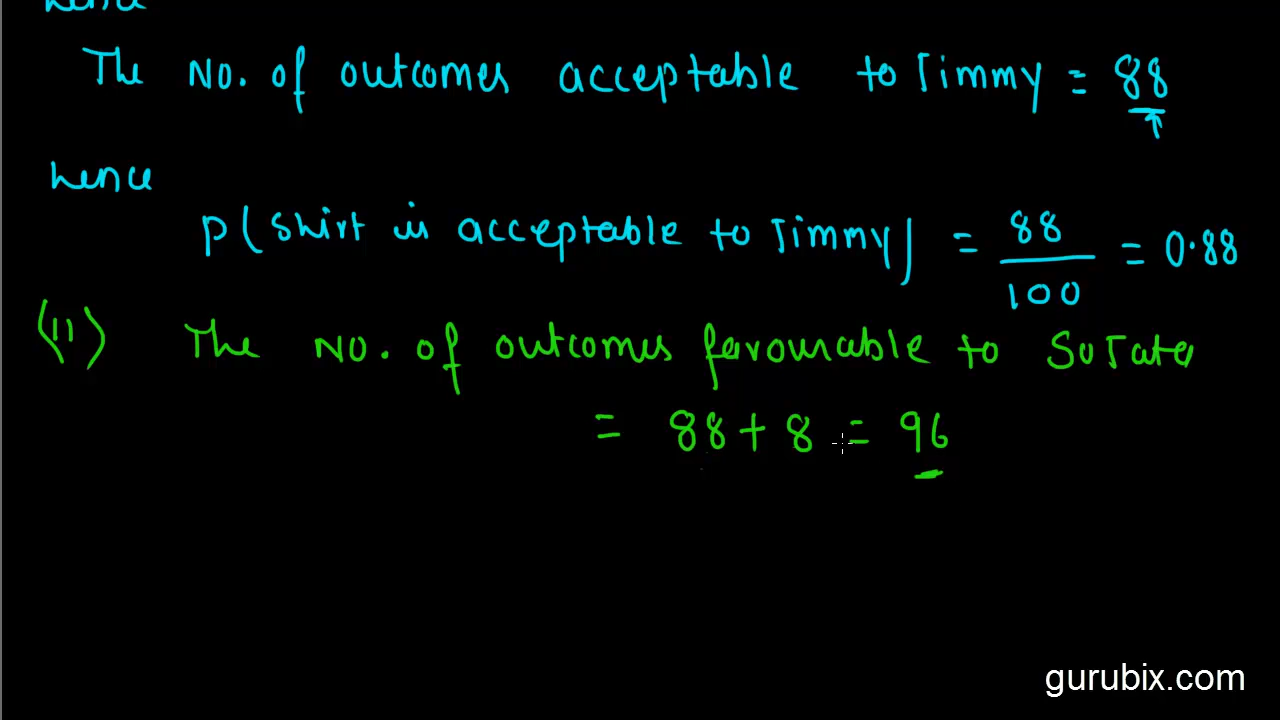 hence
The No. of outcomes acceptable to Jimmy = 88
hence
P(shirt is acceptable to Jimmy) = 88/100 = 0.88
(ii) The No. of outcomes favourable to Sujata
= 88 + 8 = 96
gurubix.com